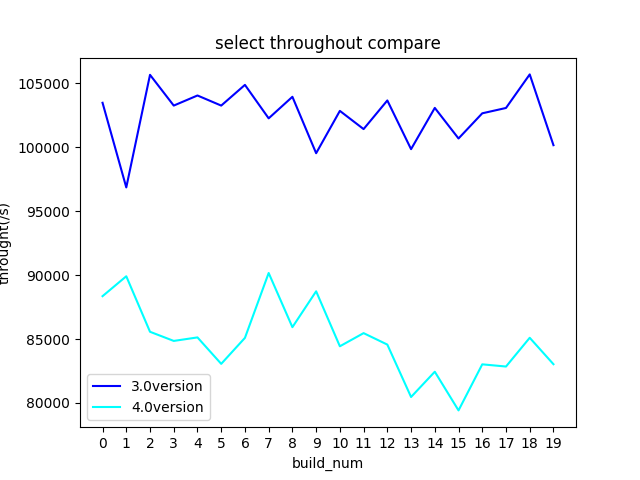 select throughout compare
throught(/s)
105000
100000
95000
90000
85000
80000
3.0version
4.0version
0 1 2 3 4 5 6 7 8 9 10 11 12 13 14 15 16 17 18 19
build_num